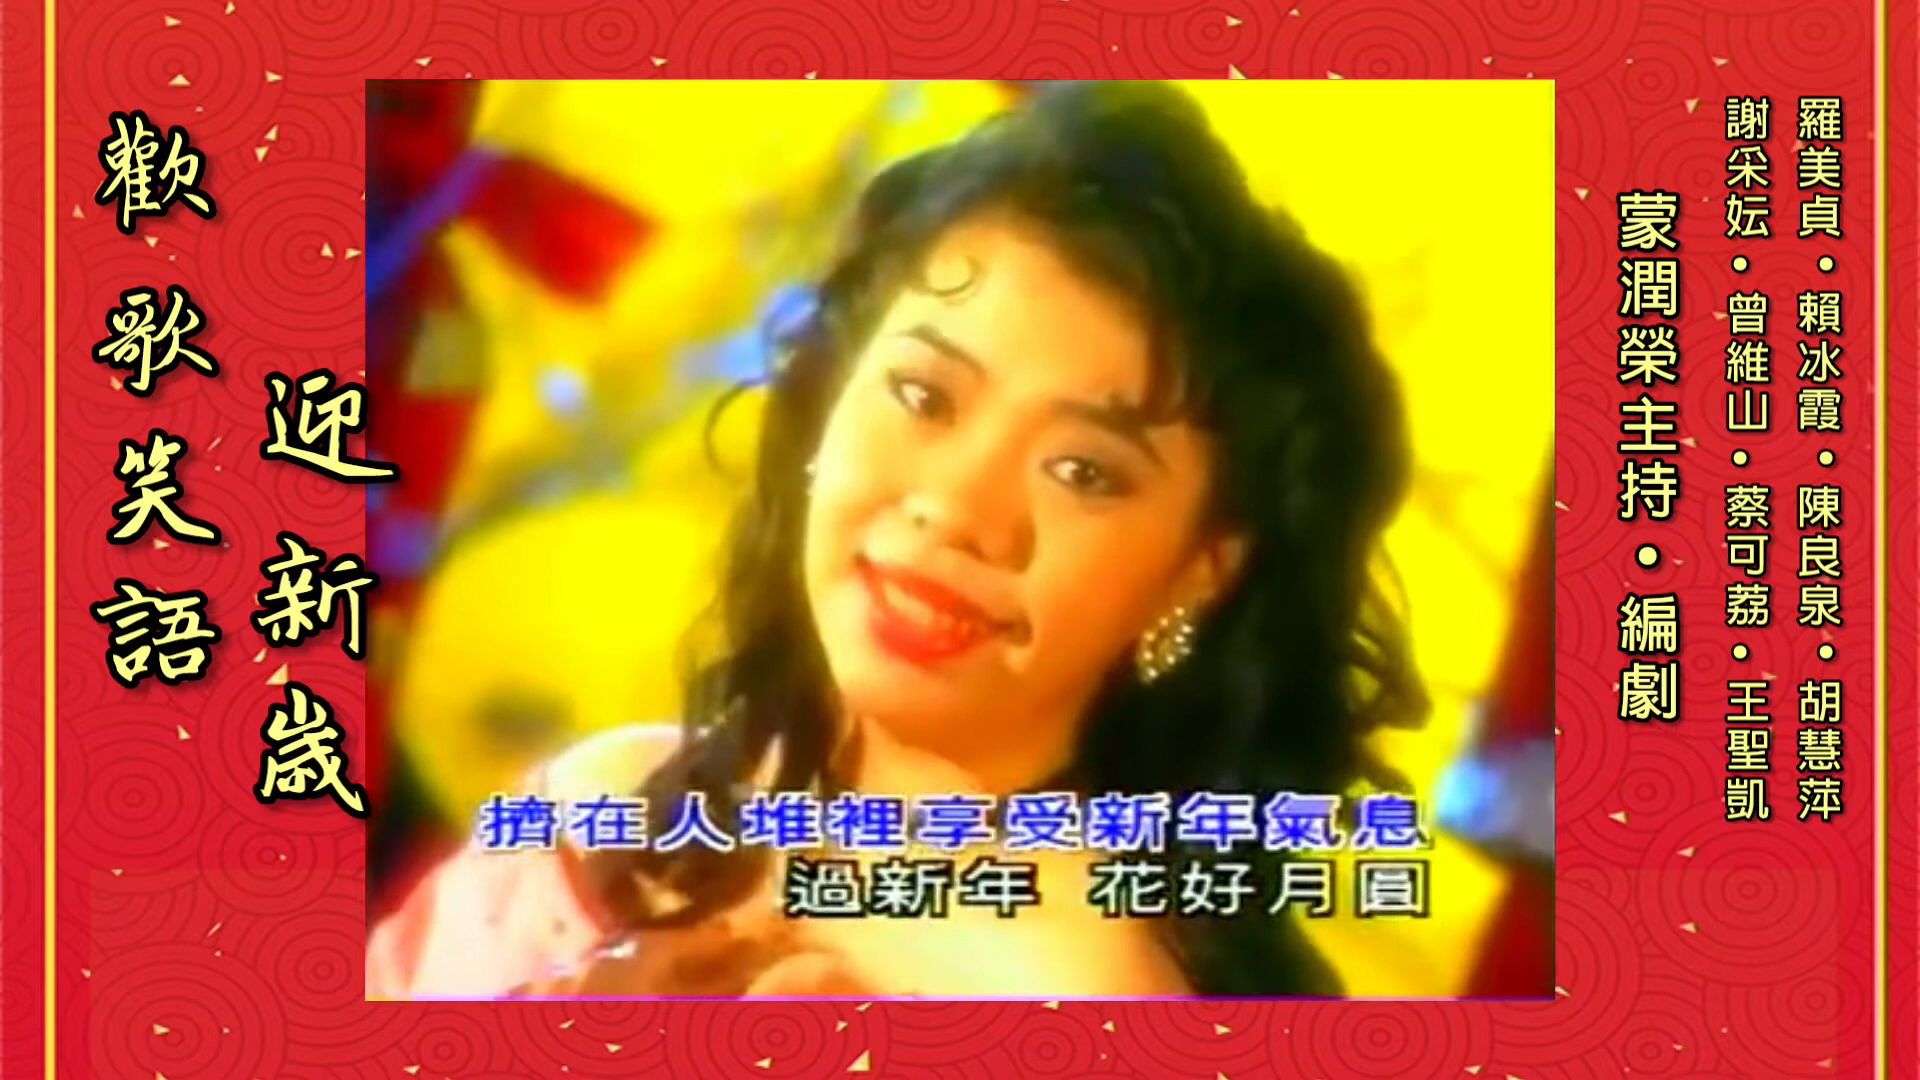 歡歌笑語
迎新歲
擠在人堆裡享受新年氣息
過新年 花好月圓
羅美貞・賴冰霞・陳良泉・胡慧萍
謝采妘・曾維山・蔡可荔・王聖凱
蒙潤榮主持・編劇